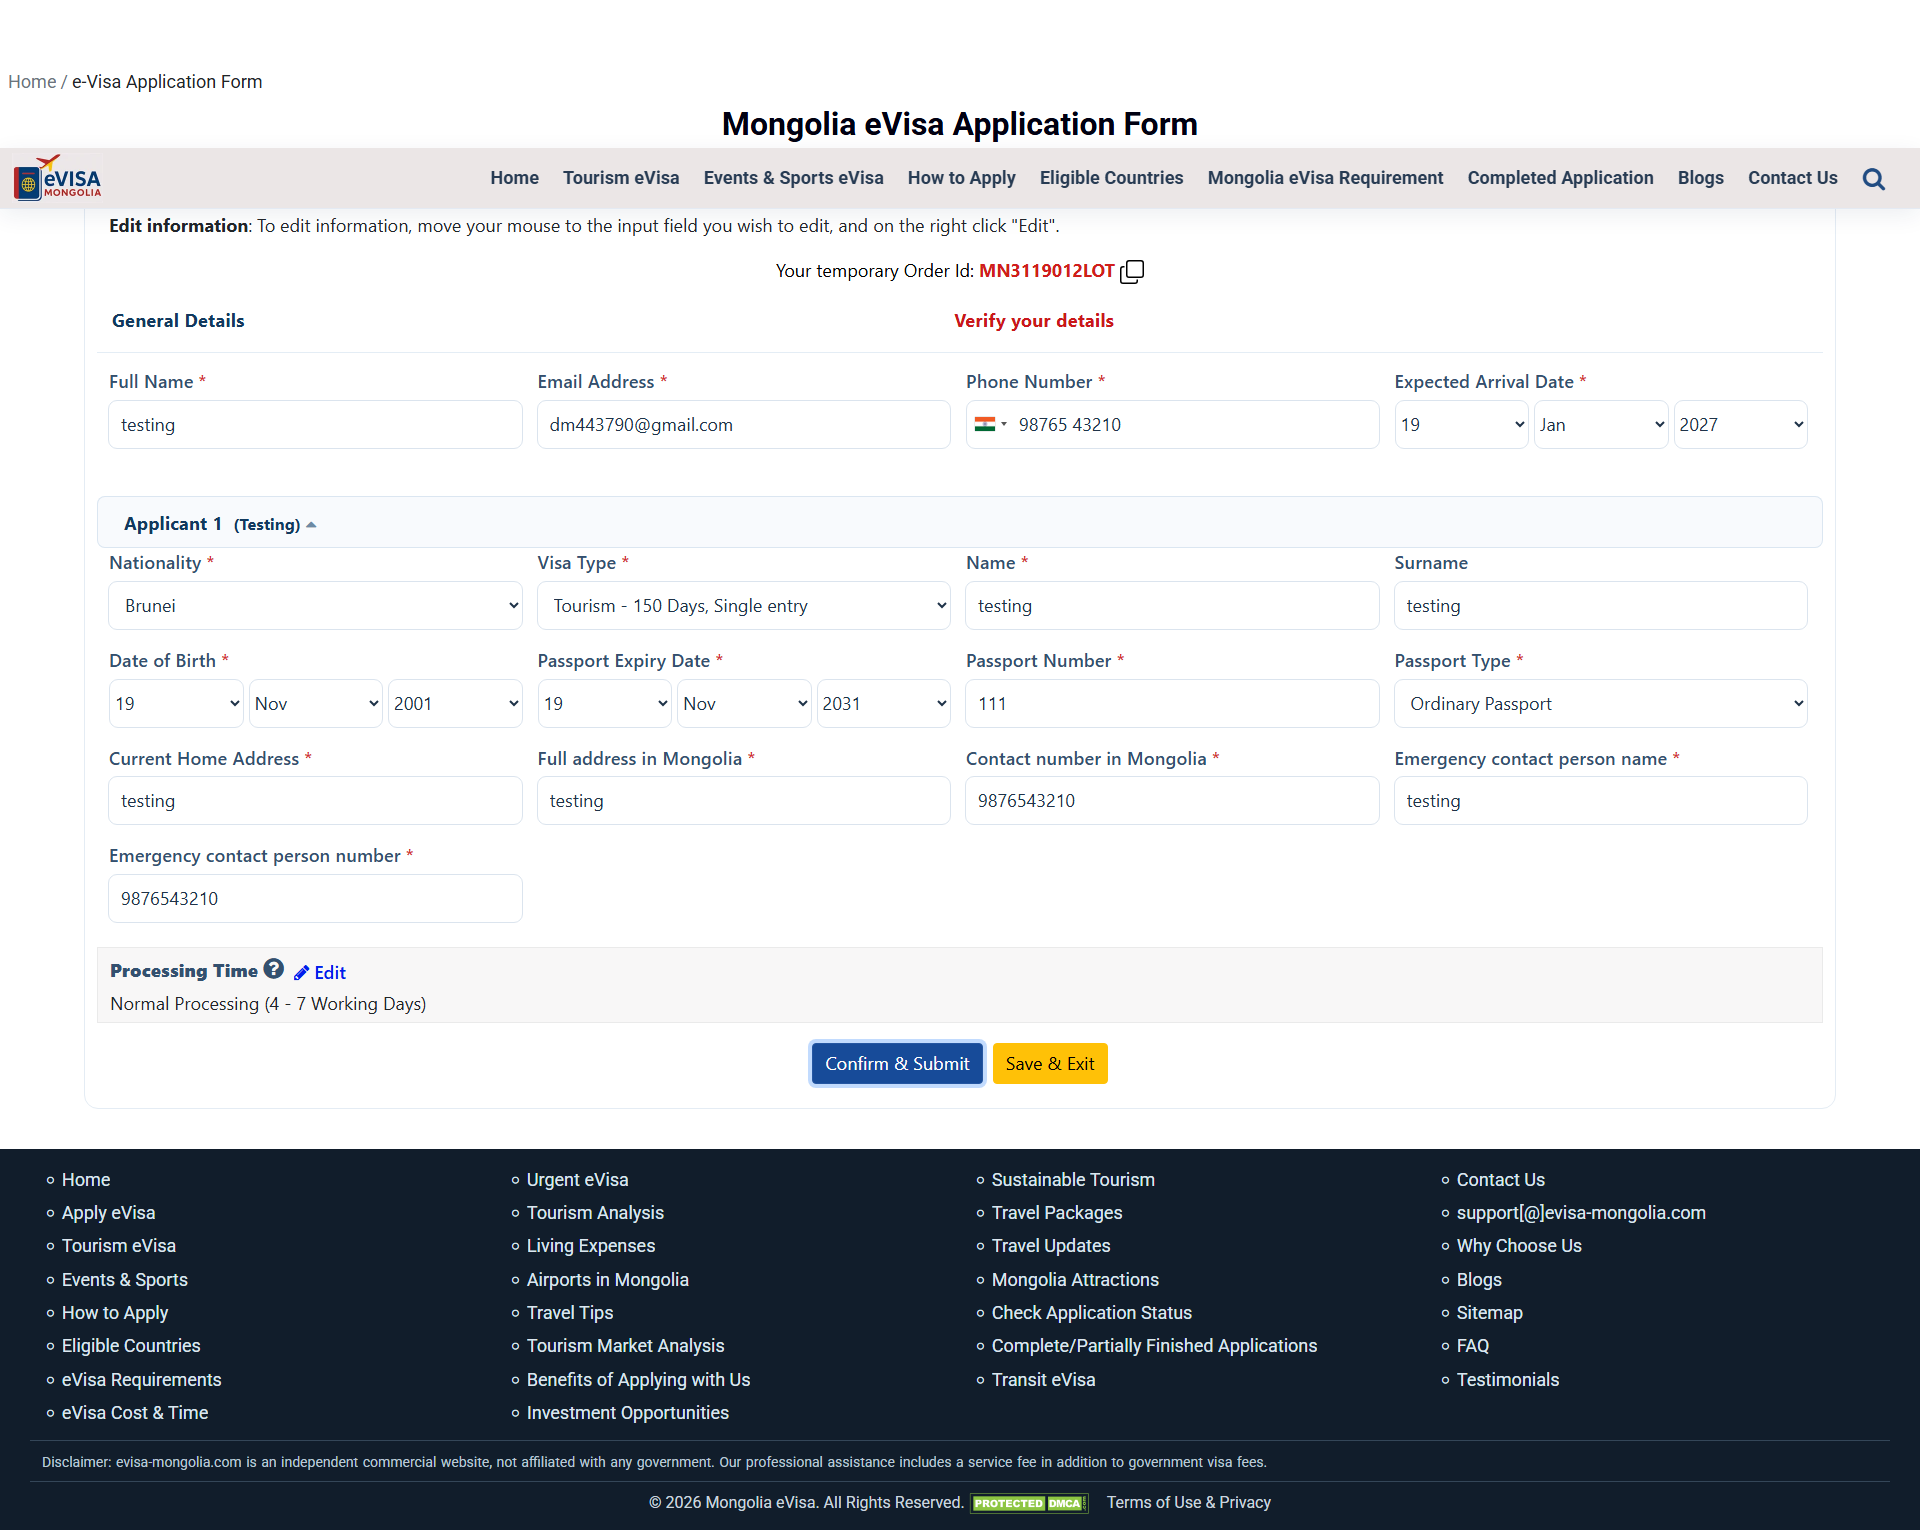 Home / e-Visa Application Form
Mongolia eVisa Application Form
eVISA
MONGOLIA
Home Tourism eVisa Events & Sports eVisa How to Apply Eligible Countries Mongolia eVisa Requirement Completed Application Blogs Contact Us
Edit information: To edit information, move your mouse to the input field you wish to edit, and on the right click "Edit".
Your temporary Order Id: MN3119012LOT
General Details Verify your details
Full Name * Email Address * Phone Number * Expected Arrival Date *
testing dm443790@gmail.com 98765 43210 19 Jan 2027
Applicant 1 (Testing)
Nationality * Visa Type * Name * Surname
Brunei Tourism - 150 Days, Single entry testing testing
Date of Birth * Passport Expiry Date * Passport Number * Passport Type *
19 Nov 2001 19 Nov 2031 111 Ordinary Passport
Current Home Address * Full address in Mongolia * Contact number in Mongolia * Emergency contact person name *
testing testing 9876543210 testing
Emergency contact person number *
9876543210
Processing Time ? Edit
Normal Processing (4 - 7 Working Days)
Confirm & Submit Save & Exit
Home Urgent eVisa Sustainable Tourism Contact Us
Apply eVisa Tourism Analysis Travel Packages support[@]evisa-mongolia.com
Tourism eVisa Living Expenses Travel Updates Why Choose Us
Events & Sports Airports in Mongolia Mongolia Attractions Blogs
How to Apply Travel Tips Check Application Status Sitemap
Eligible Countries Tourism Market Analysis Complete/Partially Finished Applications FAQ
eVisa Requirements Benefits of Applying with Us Transit eVisa Testimonials
eVisa Cost & Time Investment Opportunities
Disclaimer: evisa-mongolia.com is an independent commercial website, not affiliated with any government. Our professional assistance includes a service fee in addition to government visa fees.
© 2026 Mongolia eVisa. All Rights Reserved. PROTECTED DMCA Terms of Use & Privacy